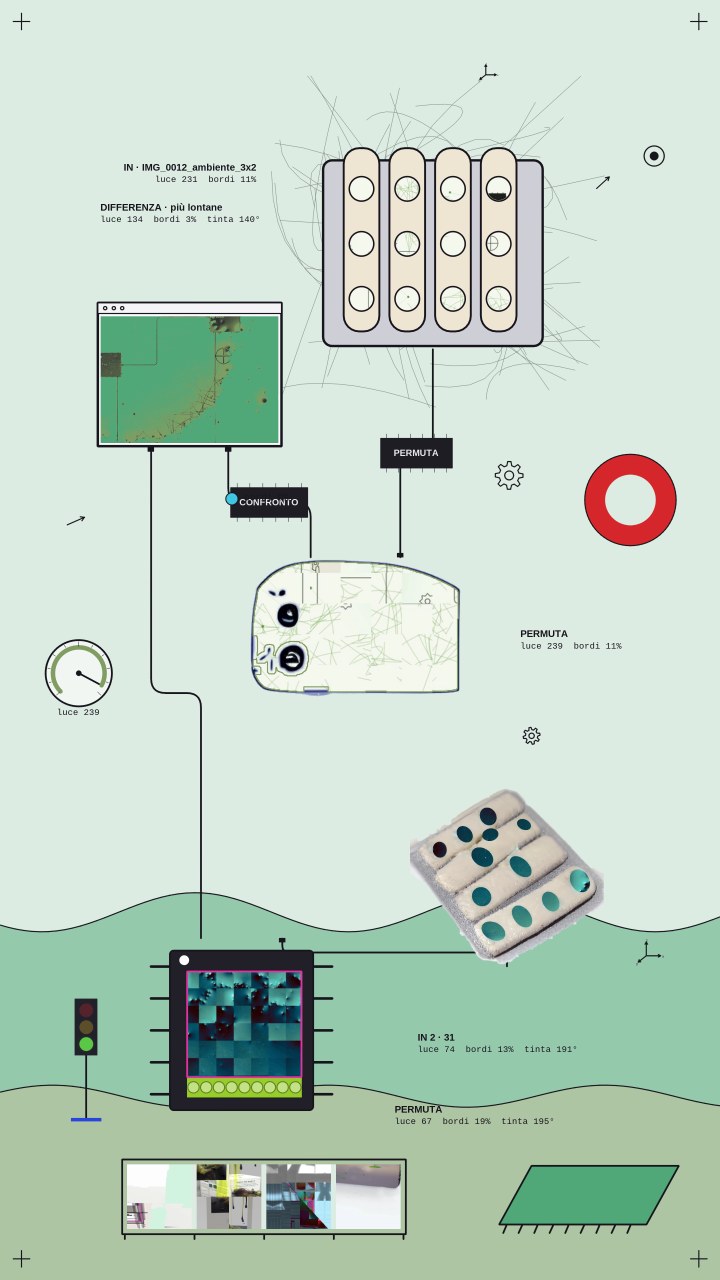 IN · IMG_0012_ambiente_3x2
luce 231  bordi 11%
DIFFERENZA · più lontane
luce 134  bordi 3%  tinta 140°
PERMUTA
CONFRONTO
PERMUTA
luce 239  bordi 11%
luce 239
IN 2 · 31
luce 74  bordi 13%  tinta 191°
PERMUTA
luce 67  bordi 19%  tinta 195°